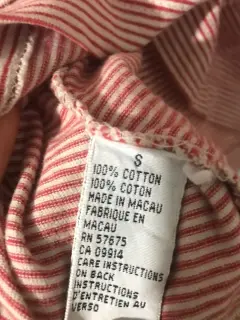 S
100% COTTON
100% COTON
MADE IN MACAU
FABRIQUE EN
MACAU
RN 57675
CA 09914
CARE INSTRUCTIONS
ON BACK
INSTRUCTIONS
D'ENTRETIEN AU
VERSO